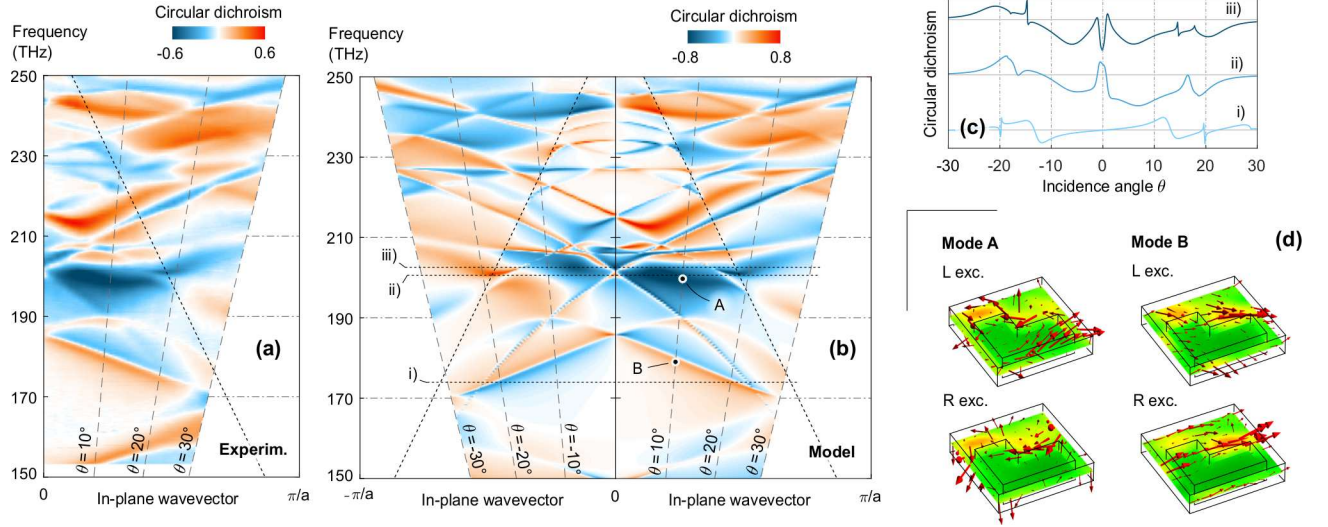 Circular dichroism
Frequency
(THz)
-0.6
0.6
250
230
210
190
170
150
(a)
θ = 10°
θ = 20°
θ = 30°
Experim.
0
In-plane wavevector
π/a
Circular dichroism
Frequency
(THz)
-0.8
0.8
250
230
210
190
170
150
iii)
ii)
i)
A
B
(b)
θ = -30°
θ = -20°
θ = -10°
θ = 10°
θ = 20°
θ = 30°
Model
-π/a
In-plane wavevector
0
In-plane wavevector
π/a
Circular dichroism
iii)
ii)
i)
(c)
-30
-20
-10
0
10
20
30
Incidence angle θ
(d)
Mode A
Mode B
L exc.
L exc.
R exc.
R exc.